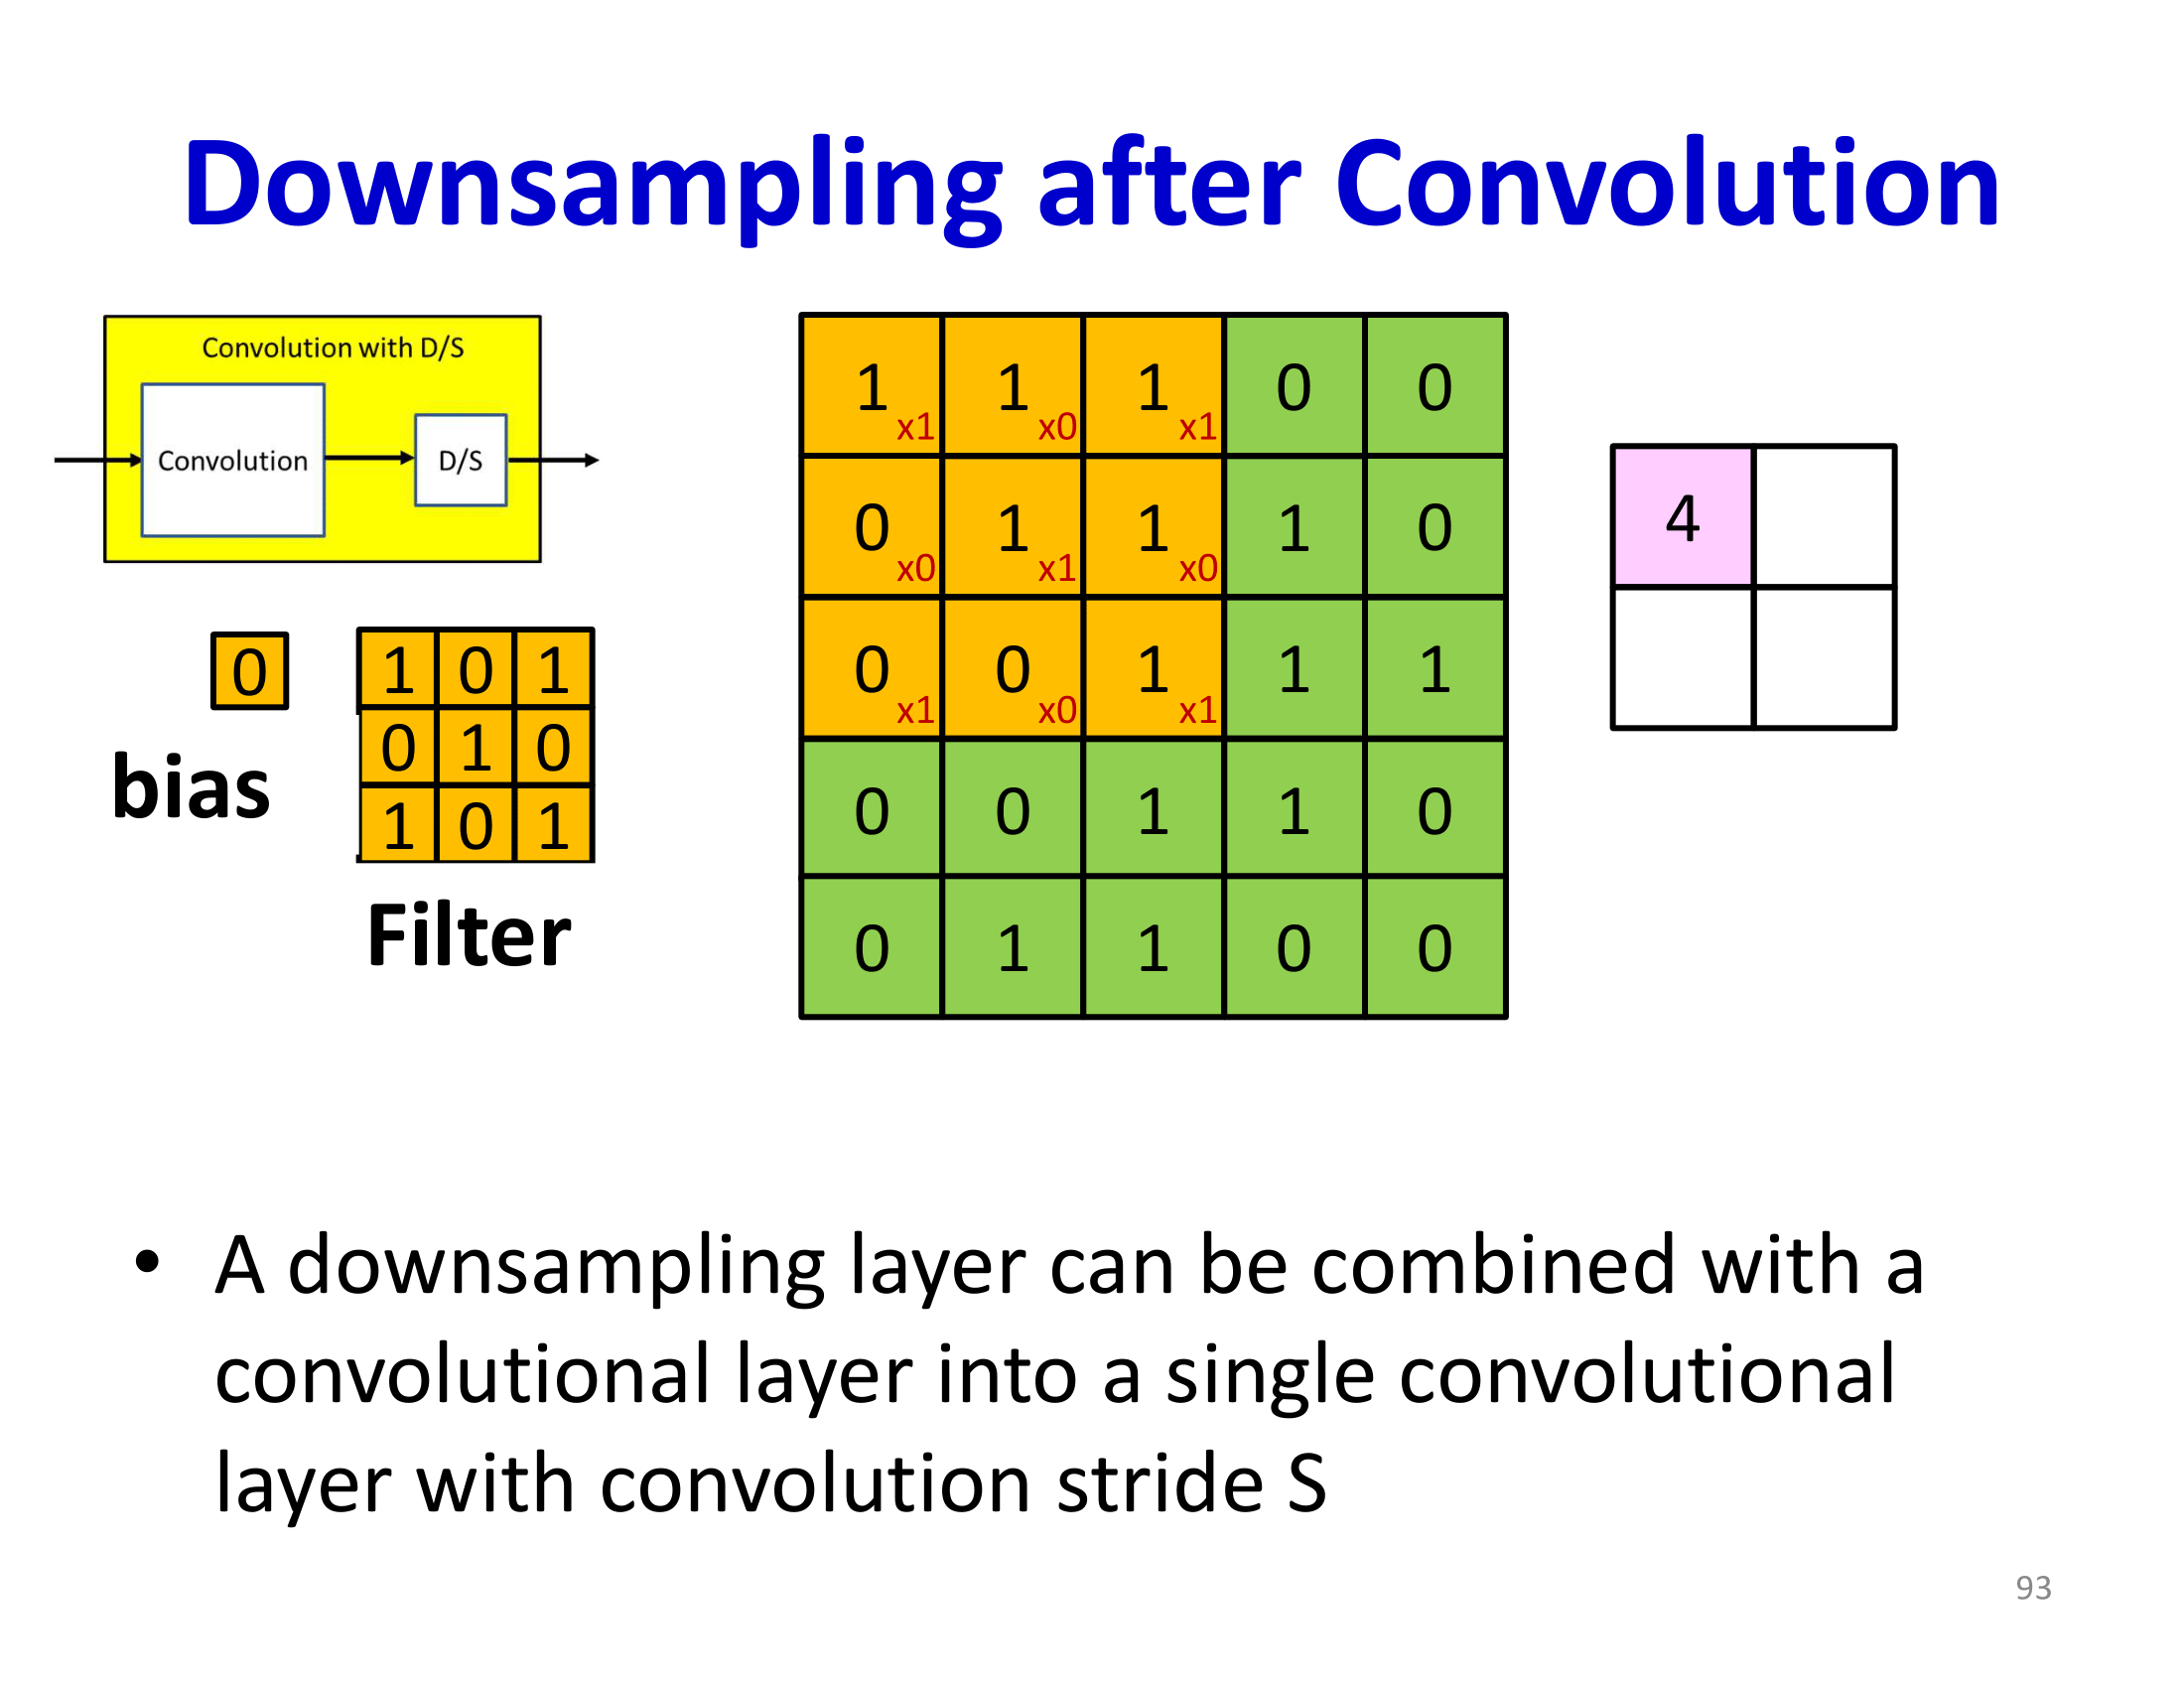 Downsampling after Convolution
Convolution with D/S
Convolution
D/S
0
bias
1 0 1
0 1 0
1 0 1
Filter
1 x1 1 x0 1 x1 0 0
0 x0 1 x1 1 x0 1 0
0 x1 0 x0 1 x1 1 1
0 0 1 1 0
0 1 1 0 0
4
• A downsampling layer can be combined with a
convolutional layer into a single convolutional
layer with convolution stride S
93